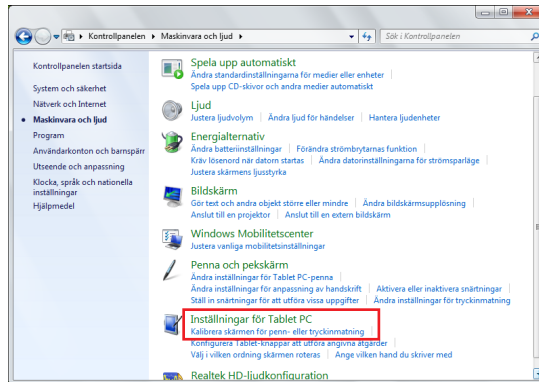 Kontrollpanelen ▸ Maskinvara och ljud ▸
Sök i Kontrollpanelen
Kontrollpanelen startsida
System och säkerhet
Nätverk och Internet
Maskinvara och ljud
Program
Användarkonton och barnspärr
Utseende och anpassning
Klocka, språk och nationella
inställningar
Hjälpmedel
Spela upp automatiskt
Ändra standardinställningarna för medier eller enheter
Spela upp CD-skivor och andra medier automatiskt
Ljud
Justera ljudvolym | Ändra ljud för händelser | Hantera ljudenheter
Energialternativ
Ändra batteriinställningar | Förändra strömbrytarnas funktion
Kräv lösenord när datorn startas | Ändra datorinställningarna för strömsparläge
Justera skärmens ljusstyrka
Bildskärm
Gör text och andra objekt större eller mindre | Ändra bildskärmsupplösning
Anslut till en projektor | Anslut till en extern bildskärm
Windows Mobilitetscenter
Justera vanliga mobilitetsinställningar
Penna och pekskärm
Ändra inställningar för Tablet PC-penna
Ändra inställningar för anpassning av handskrift | Aktivera eller inaktivera snärtningar
Ställ in snärtningar för att utföra vissa uppgifter | Ändra inställningar för tryckinmatning
Inställningar för Tablet PC
Kalibrera skärmen för penn- eller tryckinmatning
Konfigurera Tablet-knappar att utföra angivna åtgärder
Välj i vilken ordning skärmen roteras | Ange vilken hand du skriver med
Realtek HD-ljudkonfiguration